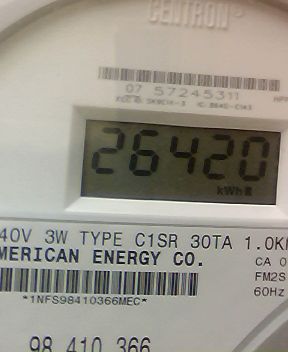 CENTRON®
07 57245311
26420
kWh
40V 3W TYPE C1SR 30TA 1.0K
MERICAN ENERGY CO.
CA 0
FM2S
*1NFS98410366MEC*
60Hz
98 410 366